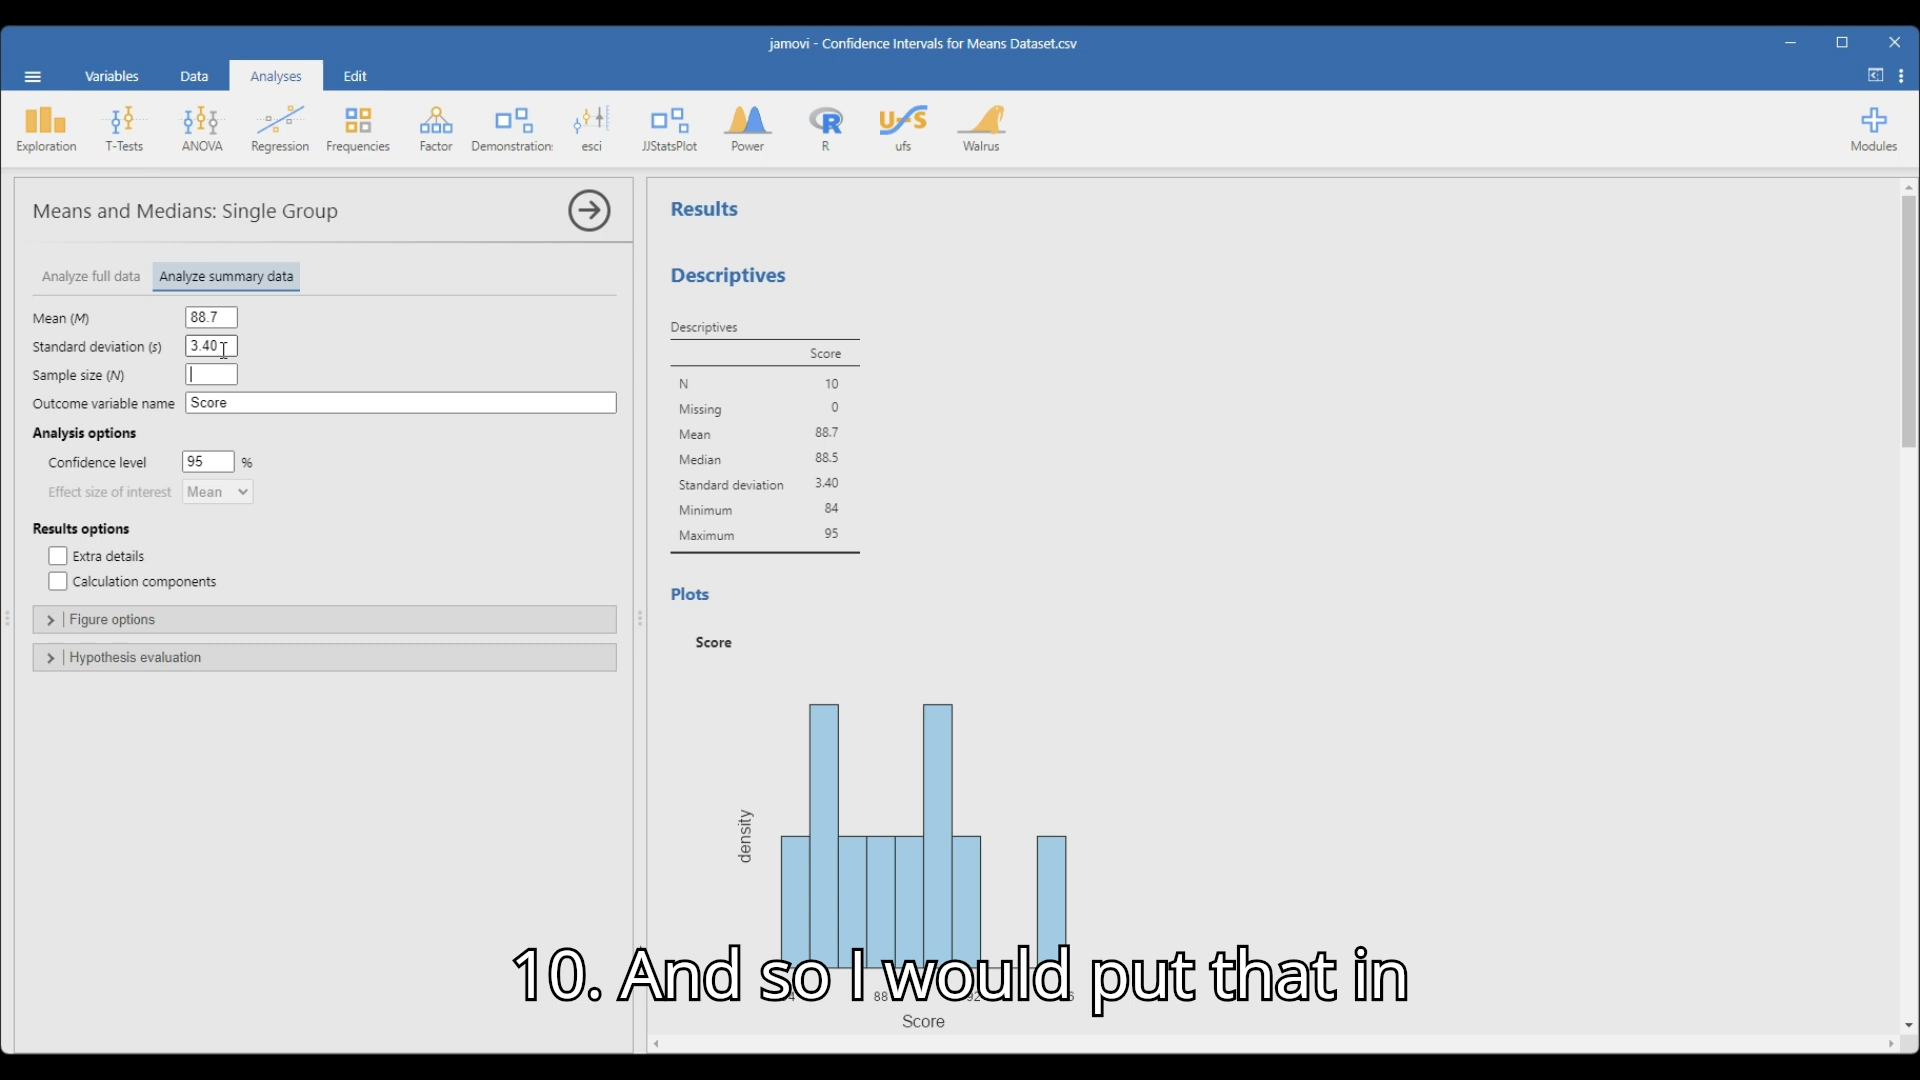 jamovi - Confidence Intervals for Means Dataset.csv
Variables Data Analyses Edit
Exploration T-Tests ANOVA Regression Frequencies Factor Demonstrations esci JJStatsPlot Power R ufs Walrus Modules
Means and Medians: Single Group
Analyze full data Analyze summary data
Mean (M) 88.7
Standard deviation (s) 3.40
Sample size (N)
Outcome variable name Score
Analysis options
Confidence level 95 %
Effect size of interest Mean
Results options
Extra details
Calculation components
Figure options
Hypothesis evaluation
Results
Descriptives
Descriptives
Score
N 10
Missing 0
Mean 88.7
Median 88.5
Standard deviation 3.40
Minimum 84
Maximum 95
Plots
Score
density
88
Score
10. And so I would put that in